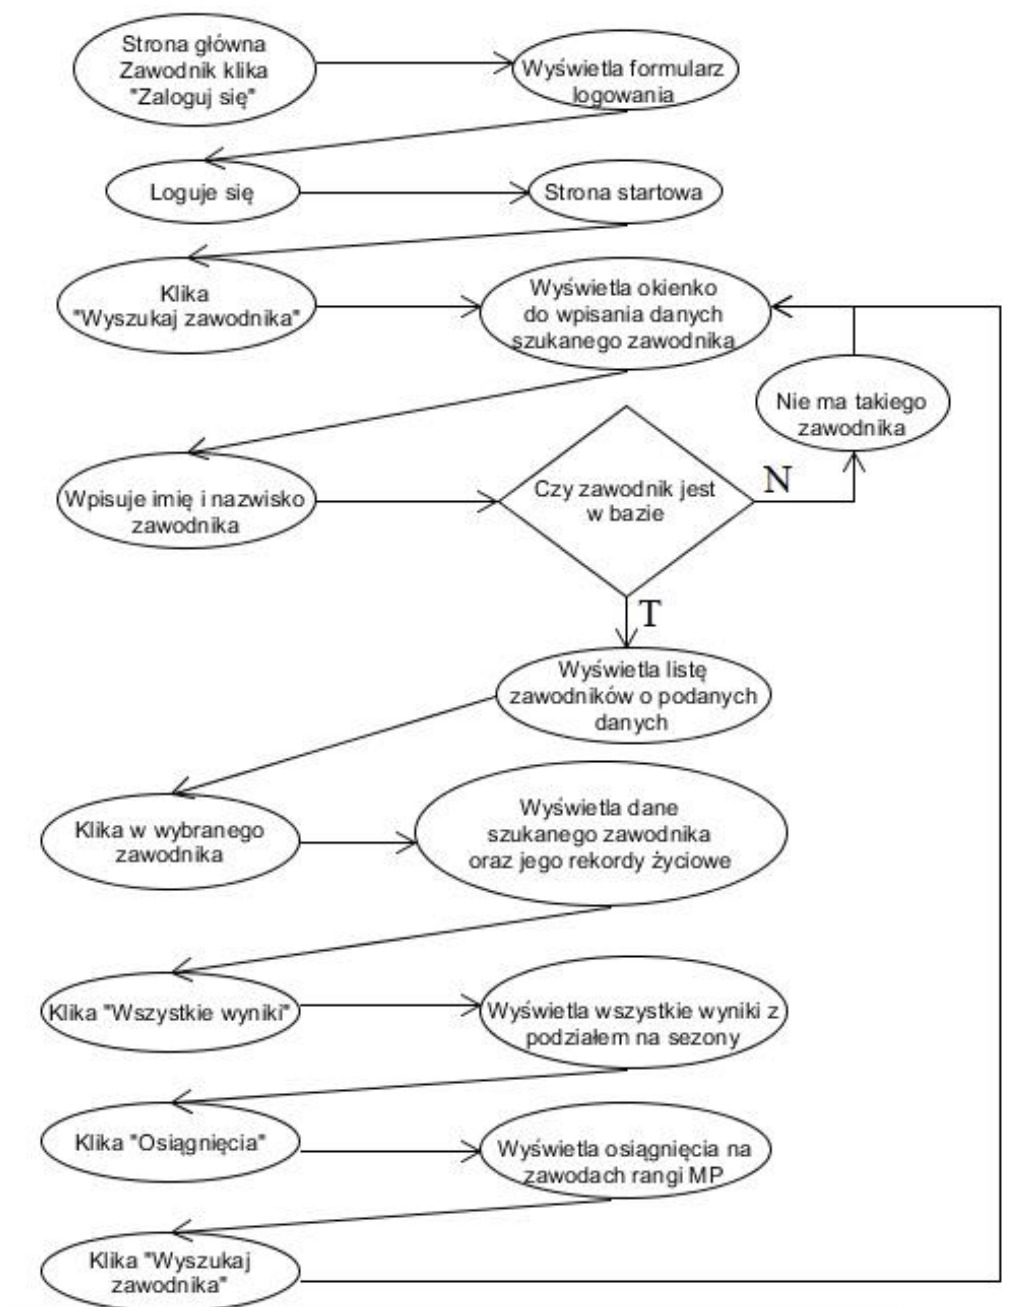 Strona główna
Zawodnik klika
"Zaloguj się"
Wyświetla formularz
logowania
Loguje się
Strona startowa
Klika
"Wyszukaj zawodnika"
Wyświetla okienko
do wpisania danych
szukanego zawodnika
Nie ma takiego
zawodnika
Wpisuje imię i nazwisko
zawodnika
Czy zawodnik jest
w bazie
N
T
Wyświetla listę
zawodników o podanych
danych
Klika w wybranego
zawodnika
Wyświetla dane
szukanego zawodnika
oraz jego rekordy życiowe
Klika "Wszystkie wyniki"
Wyświetla wszystkie wyniki z
podziałem na sezony
Klika "Osiągnięcia"
Wyświetla osiągnięcia na
zawodach rangi MP
Klika "Wyszukaj
zawodnika"